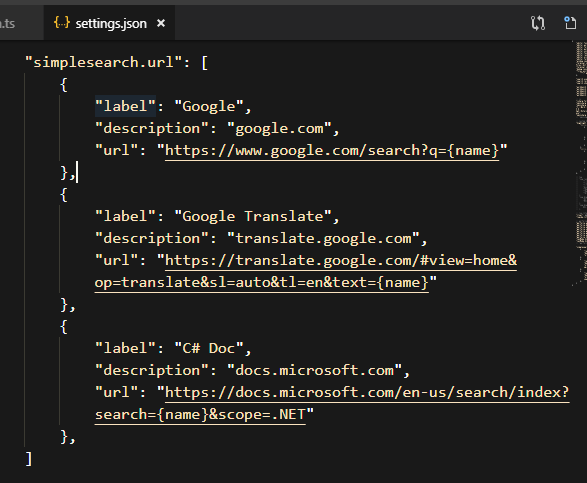 .ts {..} settings.json ×
"simplesearch.url": [
{
"label": "Google",
"description": "google.com",
"url": "https://www.google.com/search?q={name}"
},
{
"label": "Google Translate",
"description": "translate.google.com",
"url": "https://translate.google.com/#view=home&
op=translate&sl=auto&tl=en&text={name}"
},
{
"label": "C# Doc",
"description": "docs.microsoft.com",
"url": "https://docs.microsoft.com/en-us/search/index?
search={name}&scope=.NET"
},
]